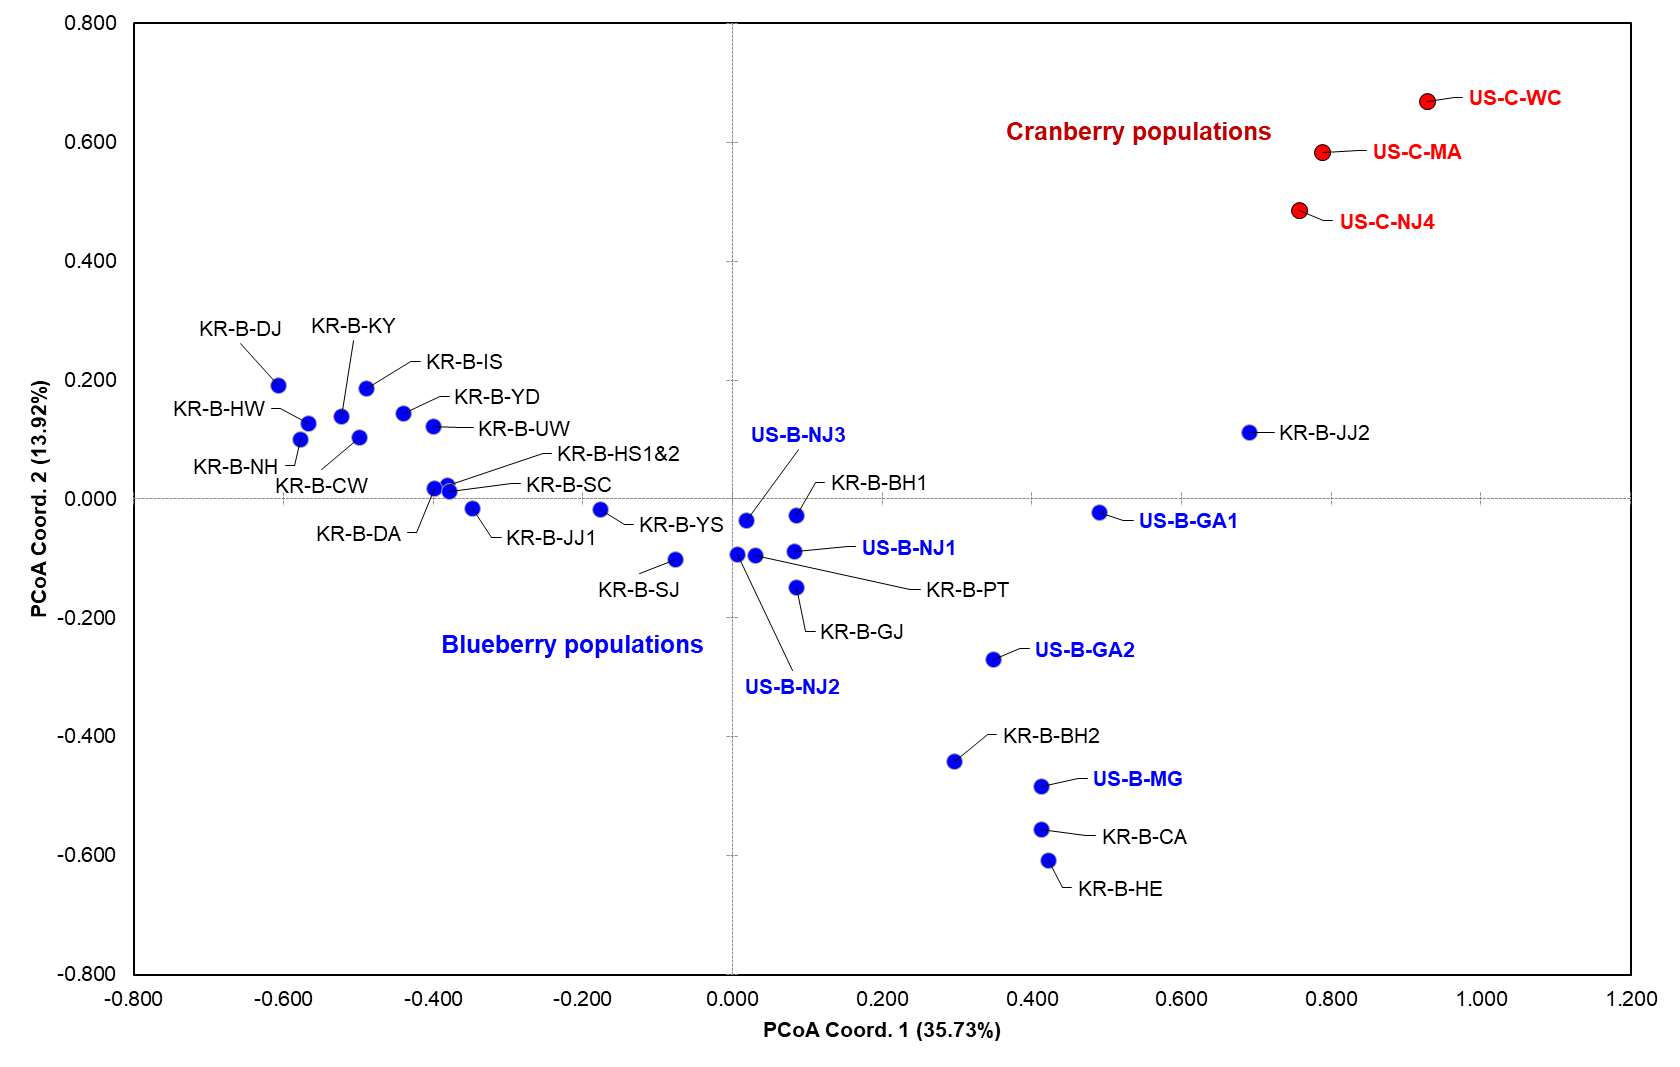 0.800
US-C-WC
Cranberry populations
0.600
US-C-MA
US-C-NJ4
0.400
KR-B-DJ
KR-B-KY
KR-B-IS
0.200
KR-B-YD
KR-B-HW
KR-B-UW
US-B-NJ3
KR-B-JJ2
KR-B-HS1&2
KR-B-NH
KR-B-CW
KR-B-SC
KR-B-BH1
0.000
KR-B-YS
US-B-GA1
KR-B-DA
KR-B-JJ1
US-B-NJ1
KR-B-SJ
KR-B-PT
-0.200
KR-B-GJ
Blueberry populations
US-B-GA2
US-B-NJ2
-0.400
KR-B-BH2
US-B-MG
KR-B-CA
-0.600
KR-B-HE
-0.800
PCoA Coord. 2 (13.92%)
-0.800 -0.600 -0.400 -0.200 0.000 0.200 0.400 0.600 0.800 1.000 1.200
PCoA Coord. 1 (35.73%)